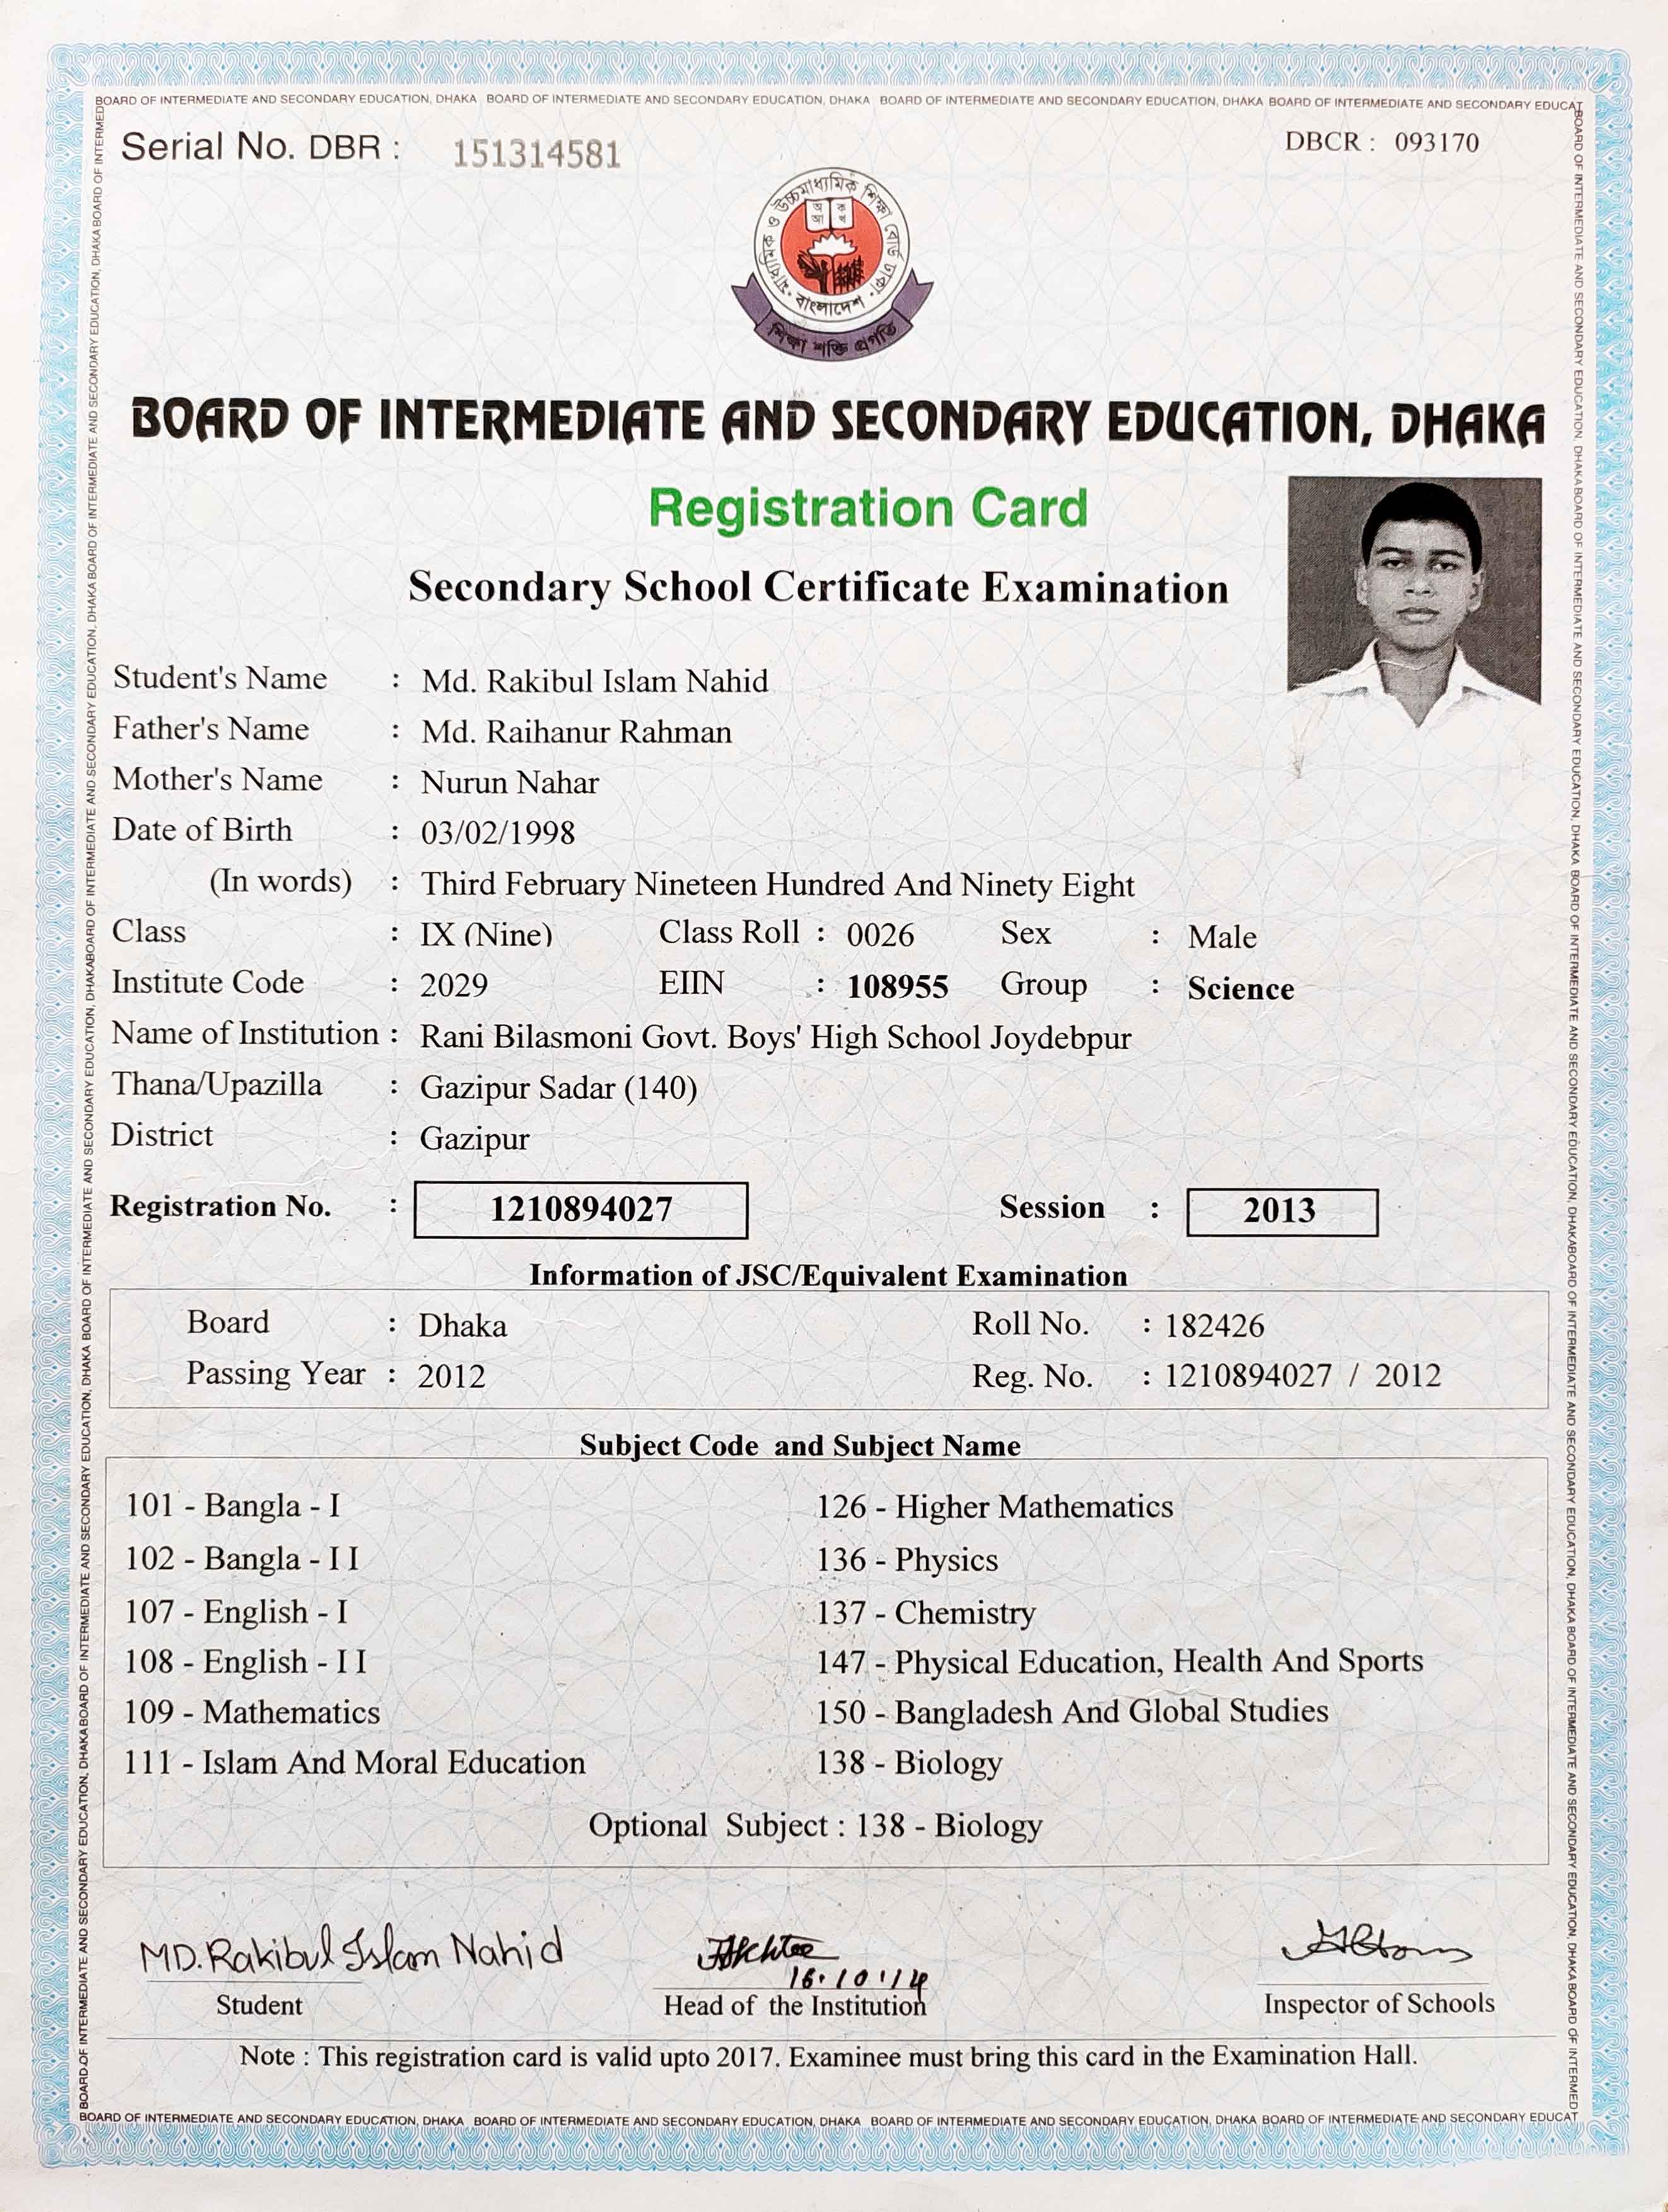 BOARD OF INTERMEDIATE AND SECONDARY EDUCATION, DHAKA BOARD OF INTERMEDIATE AND SECONDARY EDUCATION, DHAKA BOARD OF INTERMEDIATE AND SECONDARY EDUCATION, DHAKA BOARD OF INTERMEDIATE AND SECONDARY EDUCAT
Serial No. DBR : 151314581 DBCR : 093170
মাধ্যমিক ও উচ্চমাধ্যমিক শিক্ষা বোর্ড ঢাকা
অ আ ক খ
বাংলাদেশ
শিক্ষা শক্তি প্রগতি
BOARD OF INTERMEDIATE AND SECONDARY EDUCATION, DHAKA
Registration Card
Secondary School Certificate Examination
Student's Name : Md. Rakibul Islam Nahid
Father's Name : Md. Raihanur Rahman
Mother's Name : Nurun Nahar
Date of Birth : 03/02/1998
(In words) : Third February Nineteen Hundred And Ninety Eight
Class : IX (Nine) Class Roll : 0026 Sex : Male
Institute Code : 2029 EIIN : 108955 Group : Science
Name of Institution : Rani Bilasmoni Govt. Boys' High School Joydebpur
Thana/Upazilla : Gazipur Sadar (140)
District : Gazipur
Registration No. : 1210894027 Session : 2013
Information of JSC/Equivalent Examination
Board : Dhaka Roll No. : 182426
Passing Year : 2012 Reg. No. : 1210894027 / 2012
Subject Code and Subject Name
101 - Bangla - I 126 - Higher Mathematics
102 - Bangla - I I 136 - Physics
107 - English - I 137 - Chemistry
108 - English - I I 147 - Physical Education, Health And Sports
109 - Mathematics 150 - Bangladesh And Global Studies
111 - Islam And Moral Education 138 - Biology
Optional Subject : 138 - Biology
MD. Rakibul Islam Nahid
16.10.14
Student Head of the Institution Inspector of Schools
Note : This registration card is valid upto 2017. Examinee must bring this card in the Examination Hall.
BOARD OF INTERMEDIATE AND SECONDARY EDUCATION, DHAKA BOARD OF INTERMEDIATE AND SECONDARY EDUCATION, DHAKA BOARD OF INTERMEDIATE AND SECONDARY EDUCATION, DHAKA BOARD OF INTERMEDIATE AND SECONDARY EDUCAT